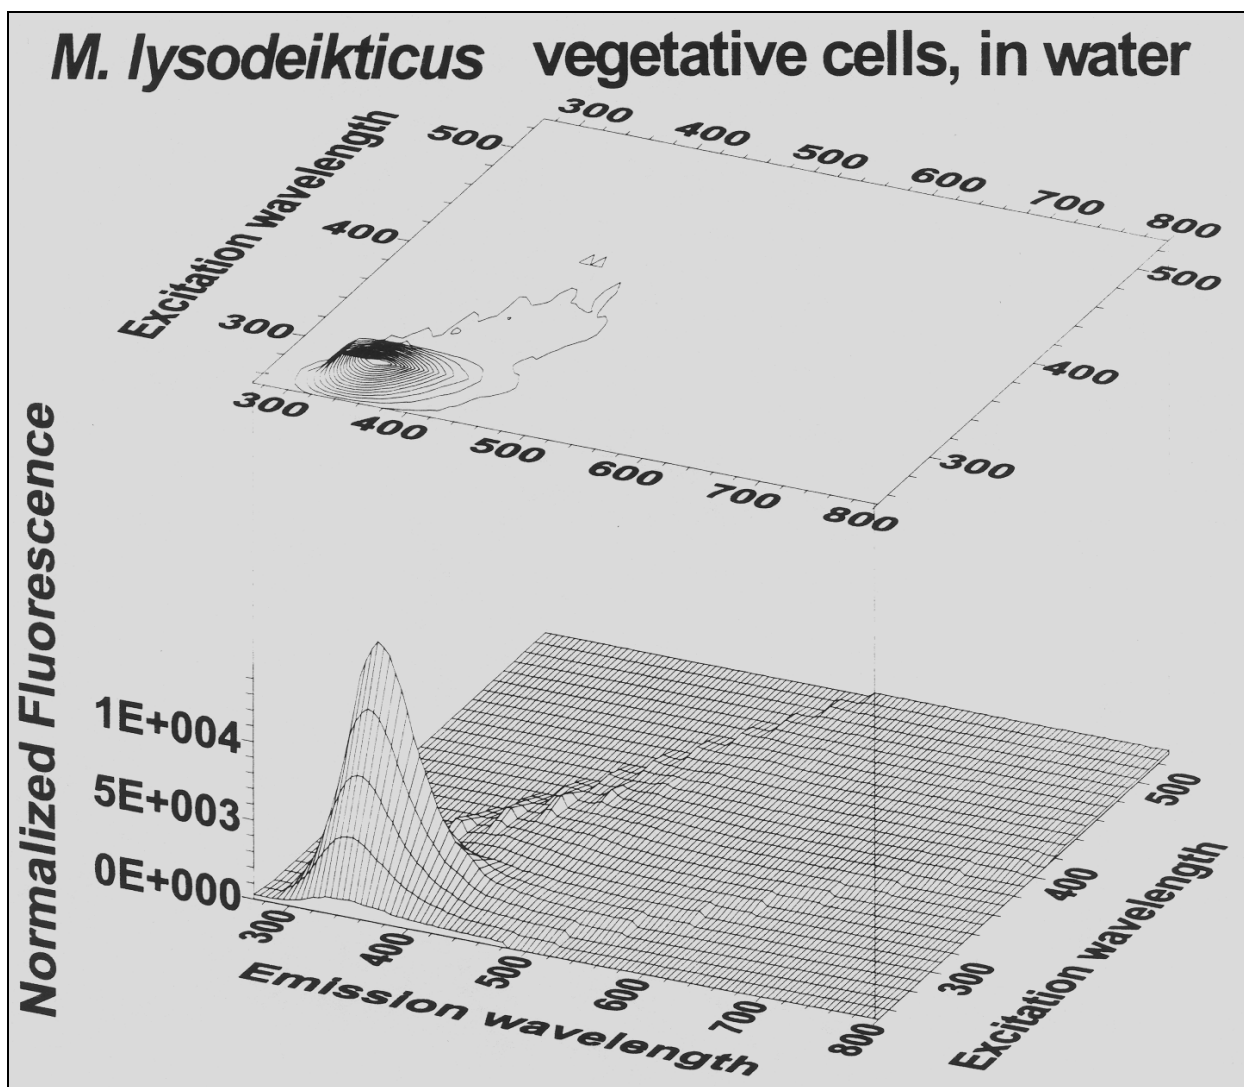 M. lysodeikticus vegetative cells, in water
300 400 500 600 700 800
Excitation wavelength
500
400
300
500
400
300
300 400 500 600 700 800
Normalized Fluorescence
1E+004
5E+003
0E+000
300 400 500 600 700 800
Emission wavelength
500
400
300
Excitation wavelength